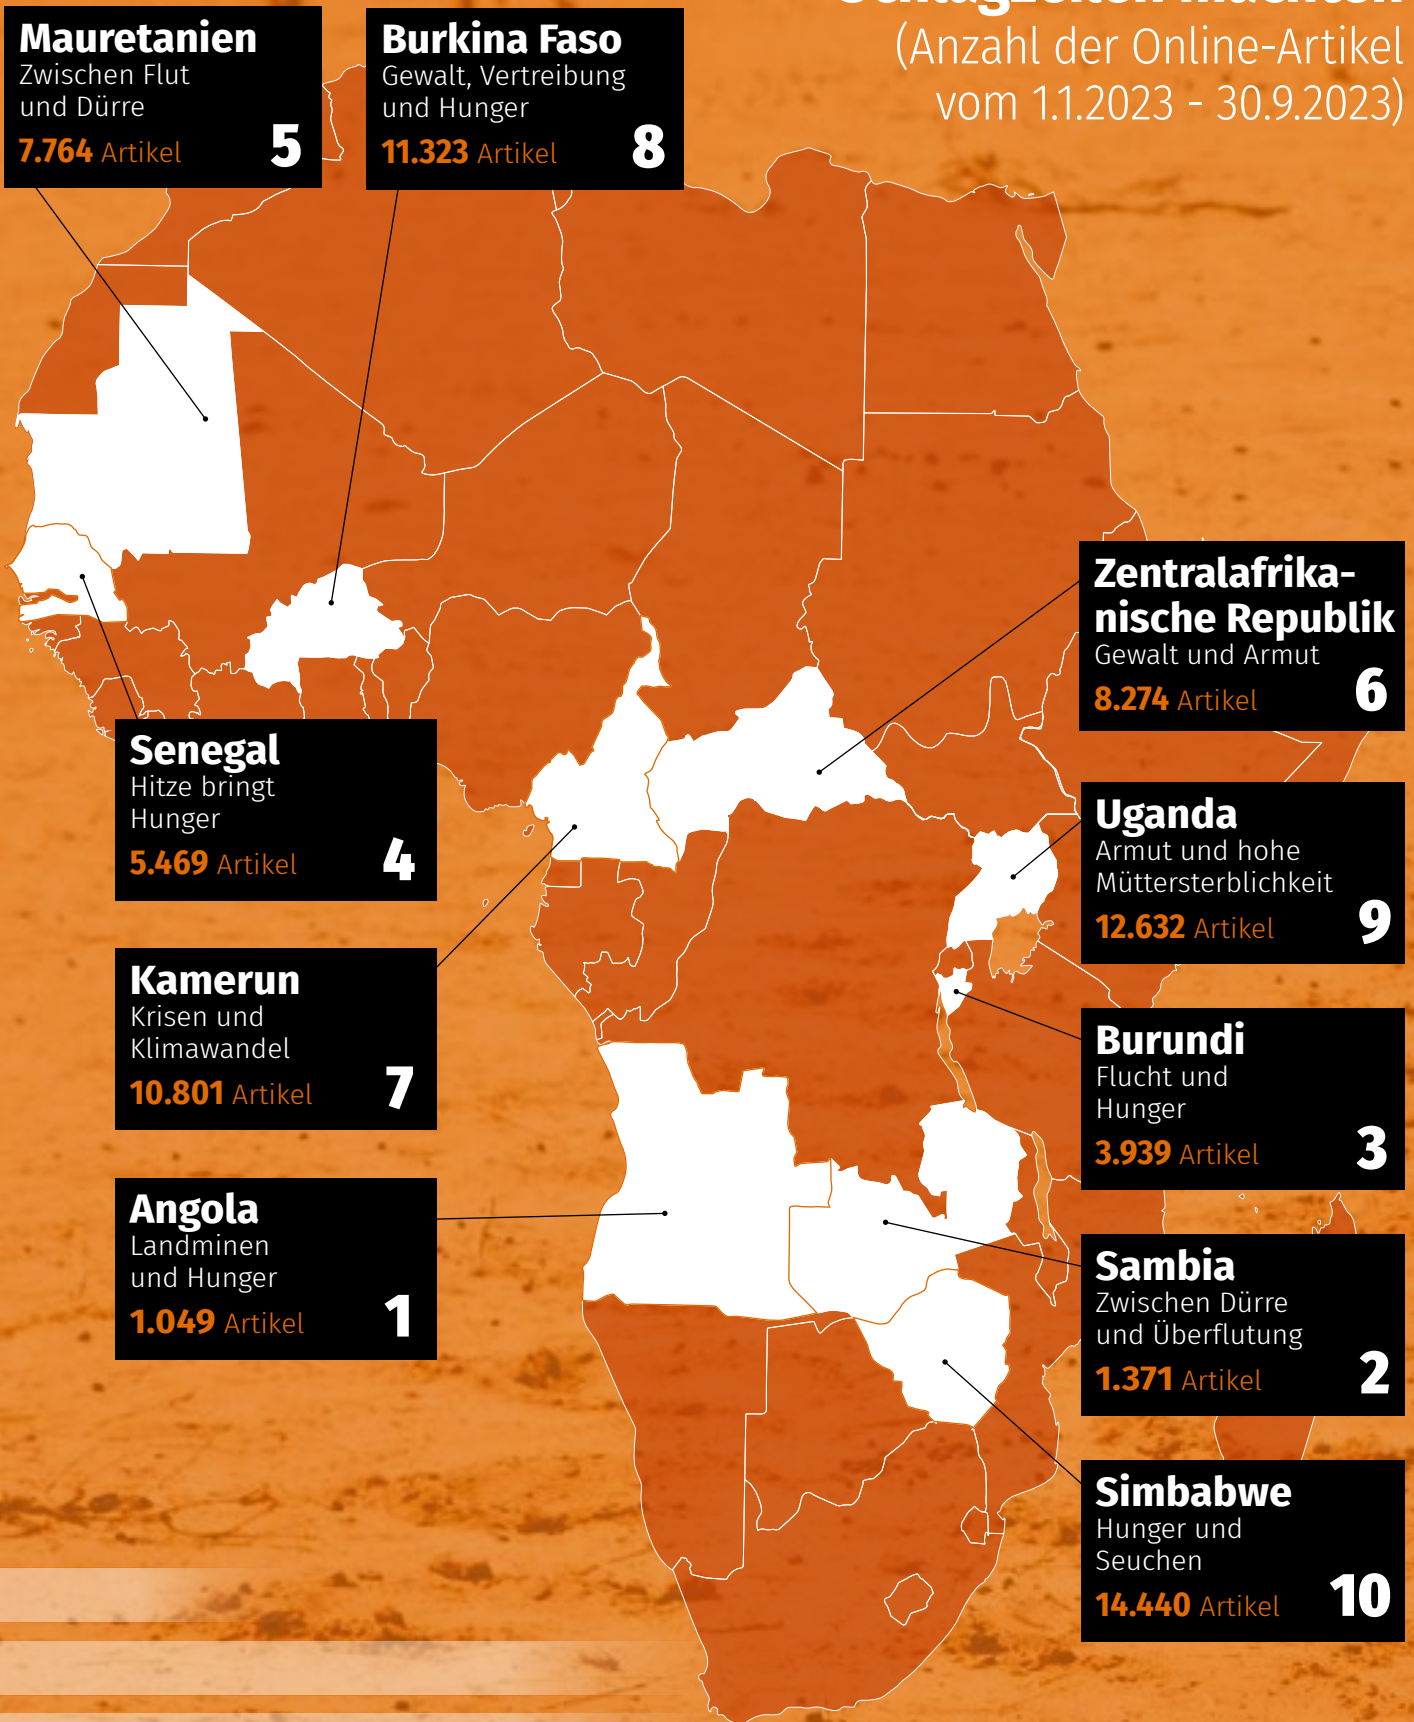 (Anzahl der Online-Artikel
vom 1.1.2023 - 30.9.2023)
Mauretanien
Zwischen Flut
und Dürre
7.764 Artikel
5
Burkina Faso
Gewalt, Vertreibung
und Hunger
11.323 Artikel
8
Zentralafrika-
nische Republik
Gewalt und Armut
8.274 Artikel
6
Senegal
Hitze bringt
Hunger
5.469 Artikel
4
Uganda
Armut und hohe
Müttersterblichkeit
12.632 Artikel
9
Kamerun
Krisen und
Klimawandel
10.801 Artikel
7
Burundi
Flucht und
Hunger
3.939 Artikel
3
Angola
Landminen
und Hunger
1.049 Artikel
1
Sambia
Zwischen Dürre
und Überflutung
1.371 Artikel
2
Simbabwe
Hunger und
Seuchen
14.440 Artikel
10